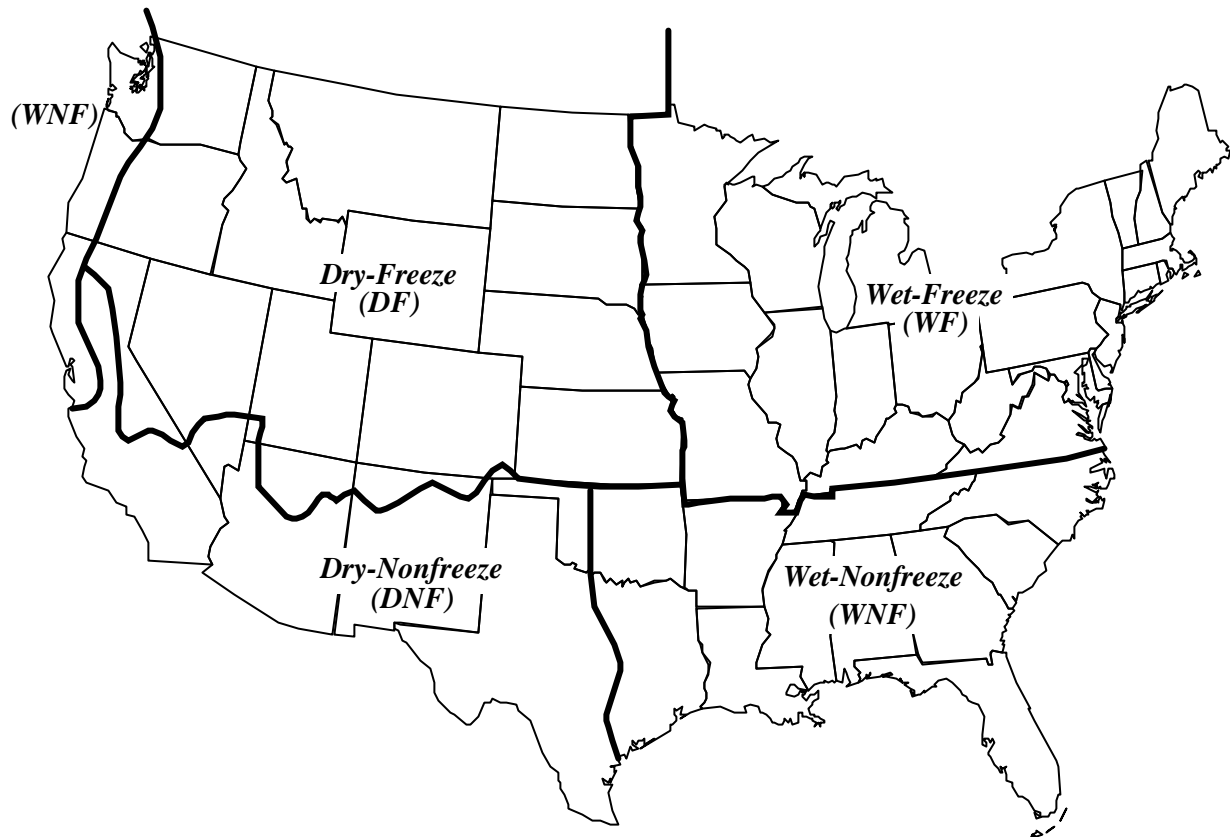 (WNF)
Dry-Freeze
(DF)
Wet-Freeze
(WF)
Dry-Nonfreeze
(DNF)
Wet-Nonfreeze
(WNF)